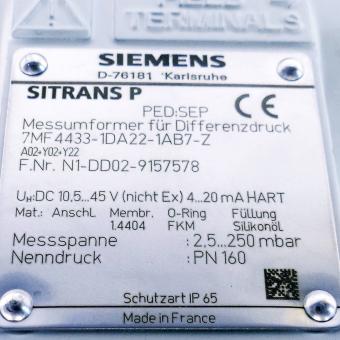 TERMINALS
SIEMENS
D-76181 Karlsruhe
SITRANS P
PED:SEP CE
Messumformer für Differenzdruck
7MF4433-1DA22-1AB7-Z
A02+Y02+Y22
F.Nr. N1-DD02-9157578
UH:DC 10,5...45 V (nicht Ex) 4...20 mA HART
Mat.: Anschl. Membr. O-Ring Füllung
1.4404 FKM Silikonöl
Messspanne : 2,5...250 mbar
Nenndruck : PN 160
Schutzart IP 65
Made in France